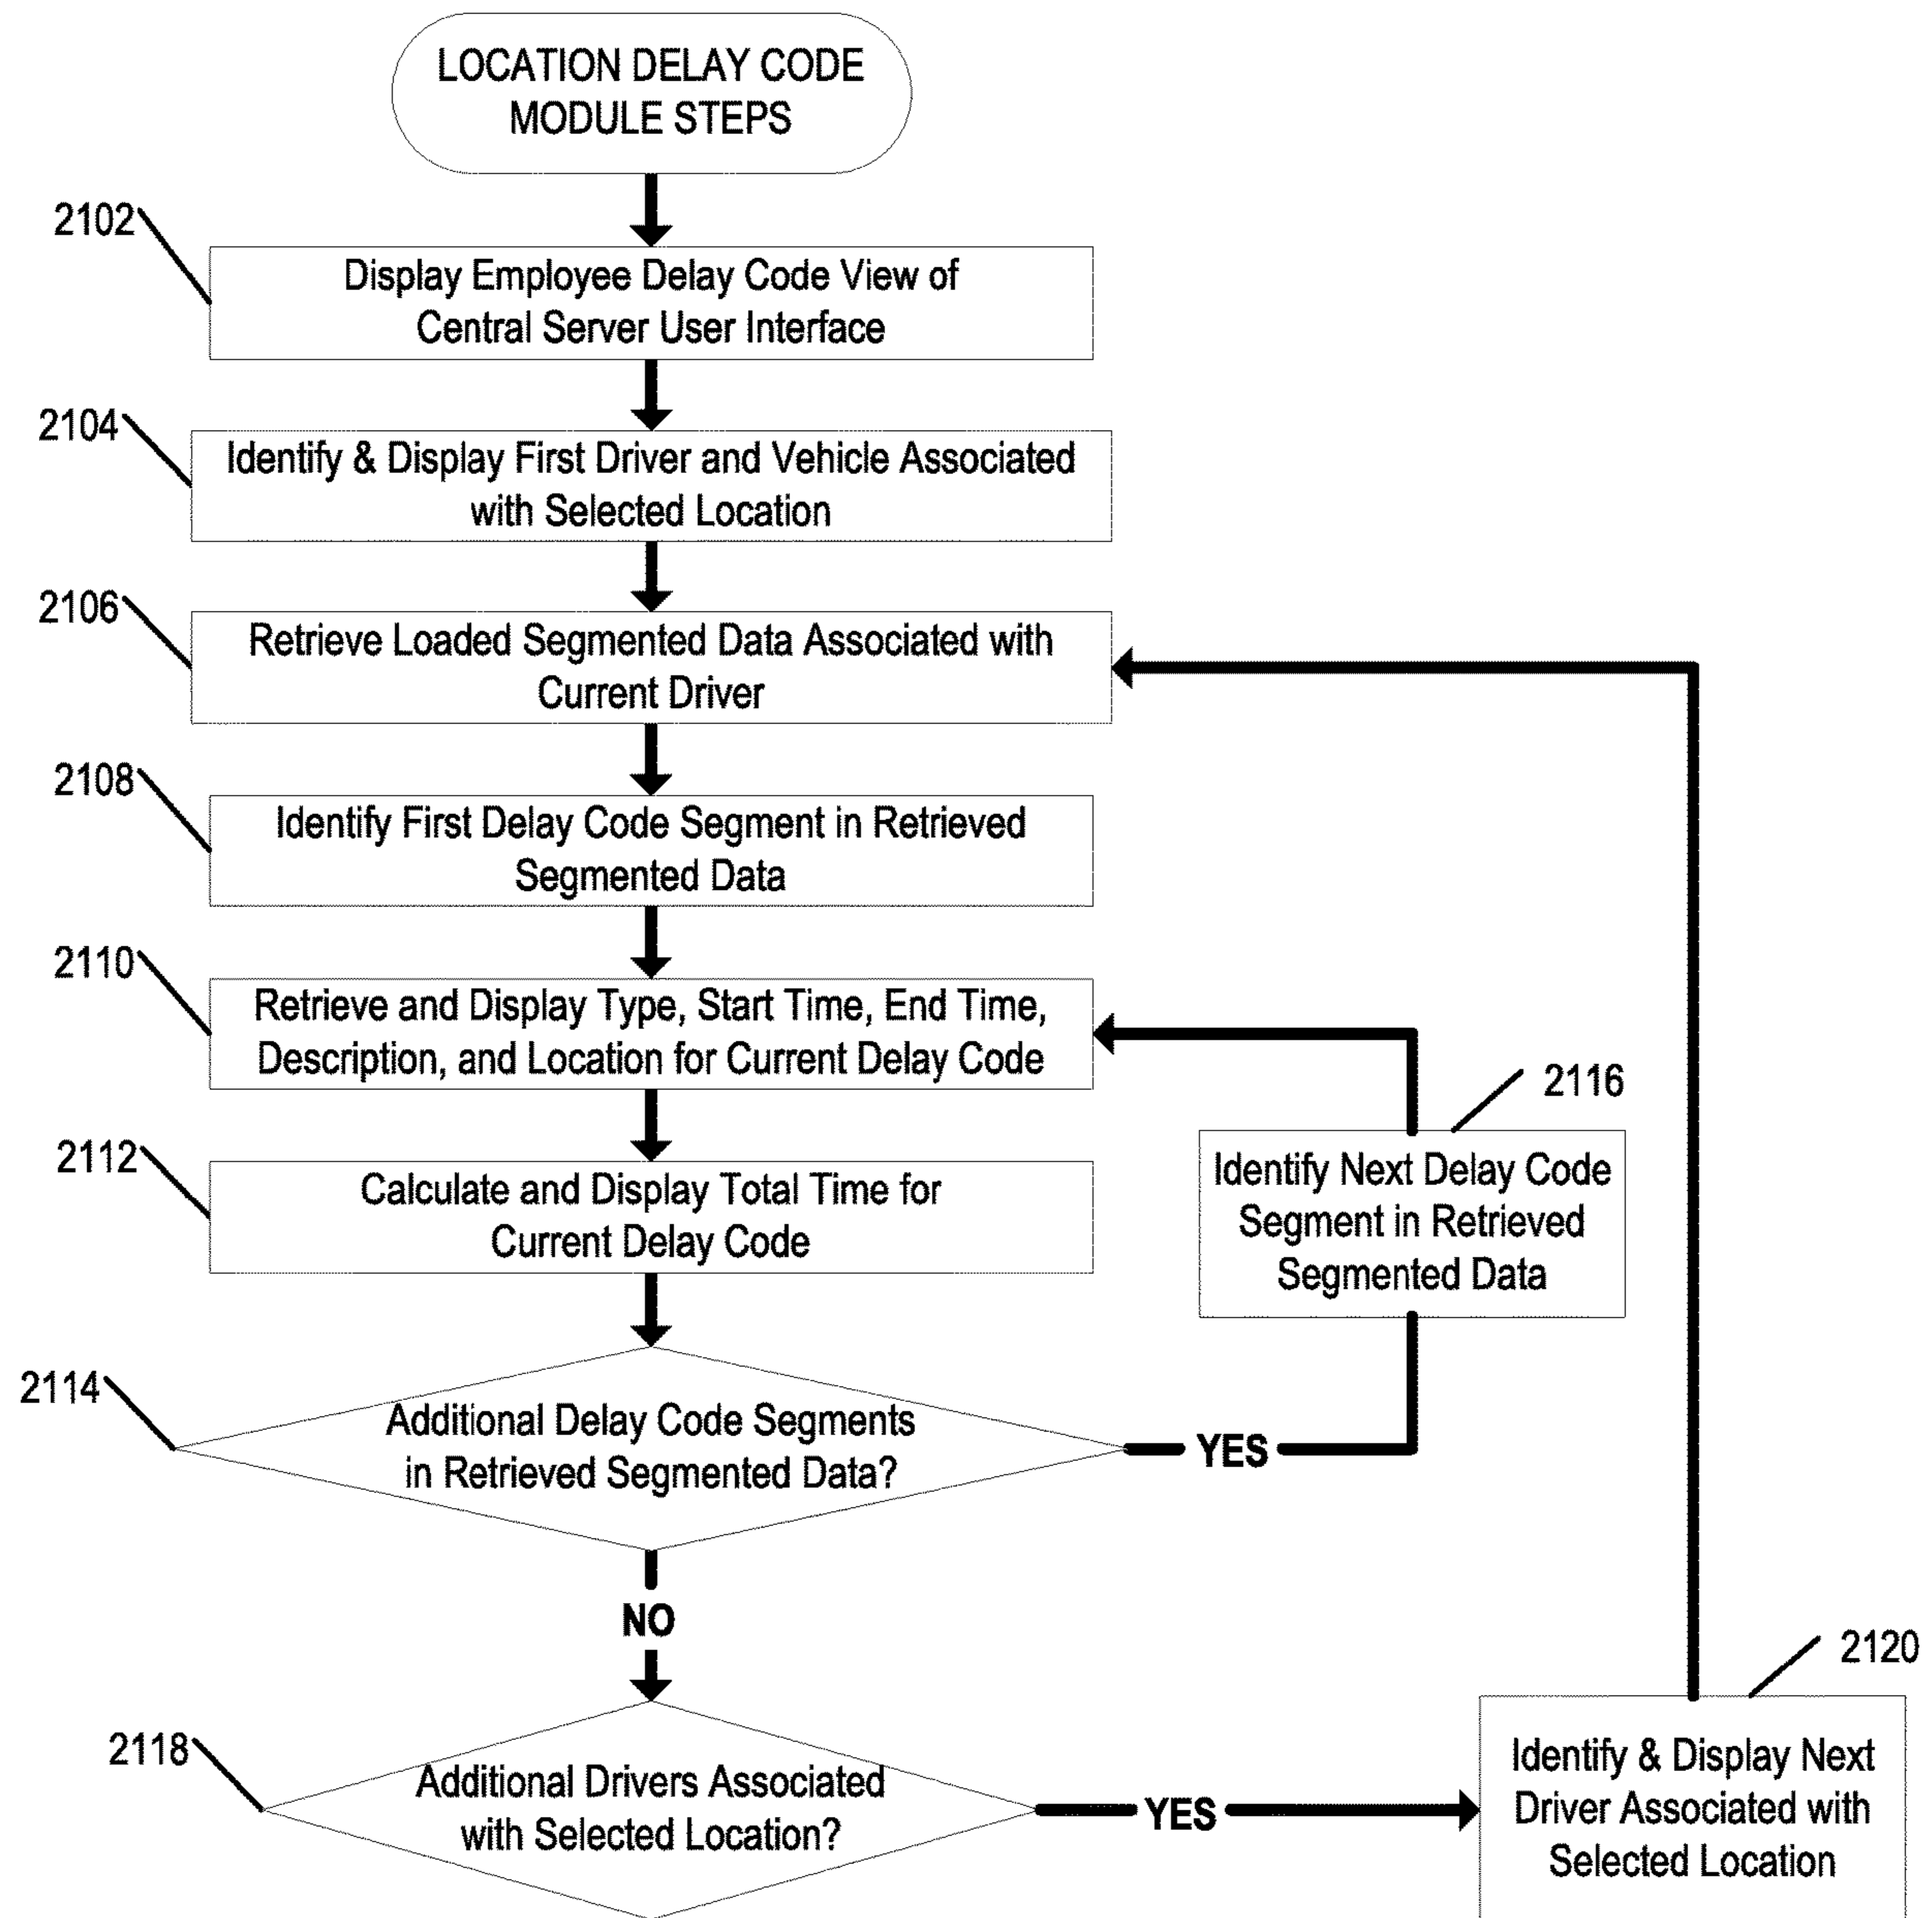 LOCATION DELAY CODE
MODULE STEPS
2102
Display Employee Delay Code View of
Central Server User Interface
2104
Identify & Display First Driver and Vehicle Associated
with Selected Location
2106
Retrieve Loaded Segmented Data Associated with
Current Driver
2108
Identify First Delay Code Segment in Retrieved
Segmented Data
2110
Retrieve and Display Type, Start Time, End Time,
Description, and Location for Current Delay Code
2116
Identify Next Delay Code
Segment in Retrieved
Segmented Data
2112
Calculate and Display Total Time for
Current Delay Code
2114
Additional Delay Code Segments
in Retrieved Segmented Data?
YES
NO
2118
Additional Drivers Associated
with Selected Location?
YES
2120
Identify & Display Next
Driver Associated with
Selected Location